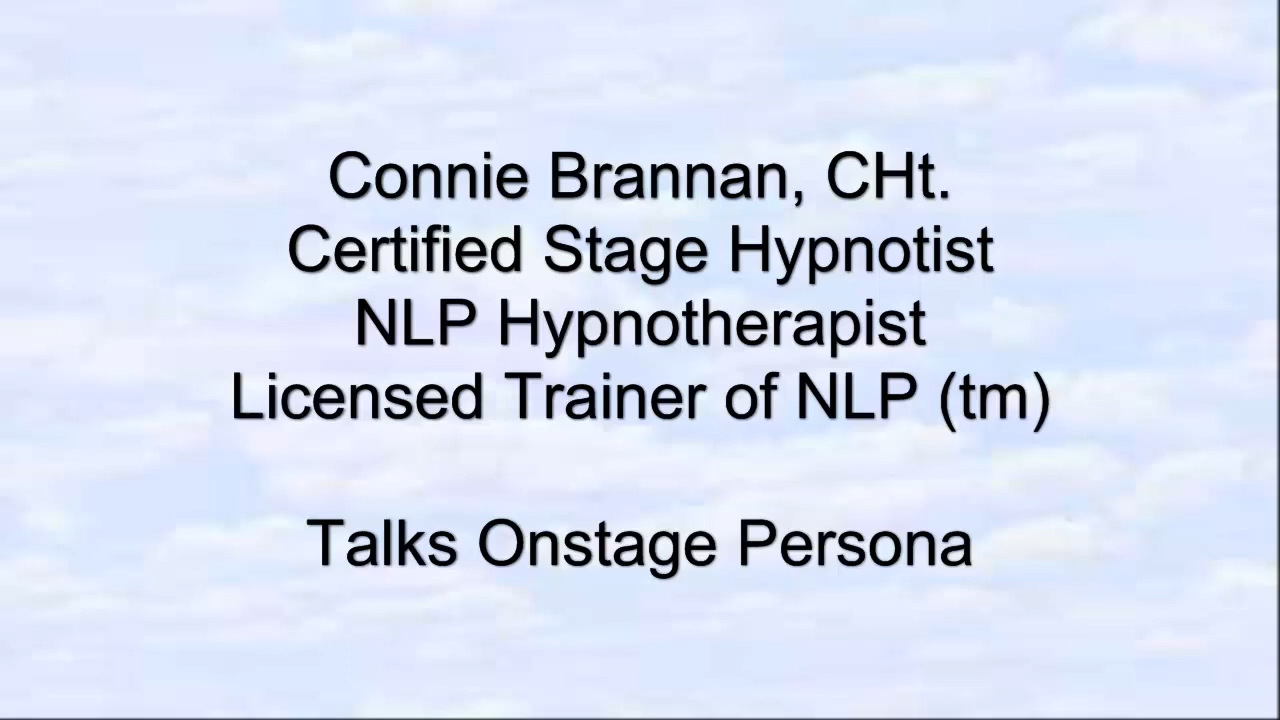 Connie Brannan, CHt.
Certified Stage Hypnotist
NLP Hypnotherapist
Licensed Trainer of NLP (tm)
Talks Onstage Persona